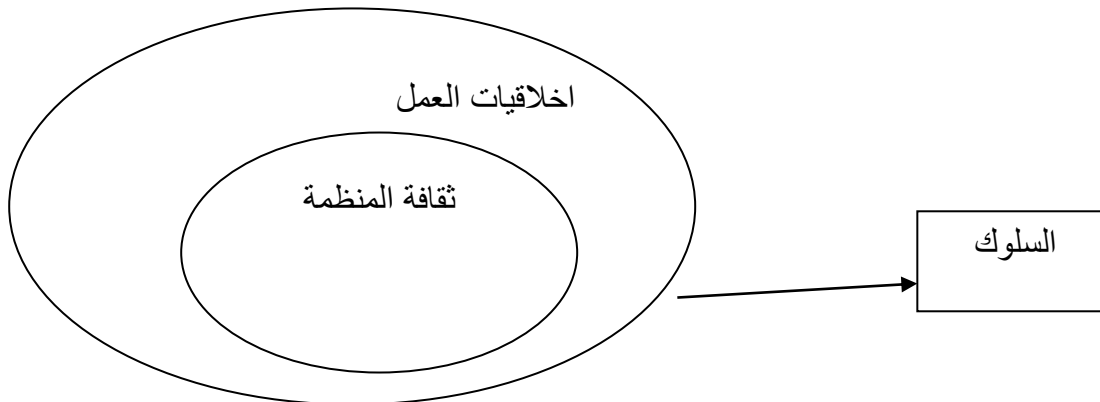 اخلاقيات العمل
ثقافة المنظمة
السلوك